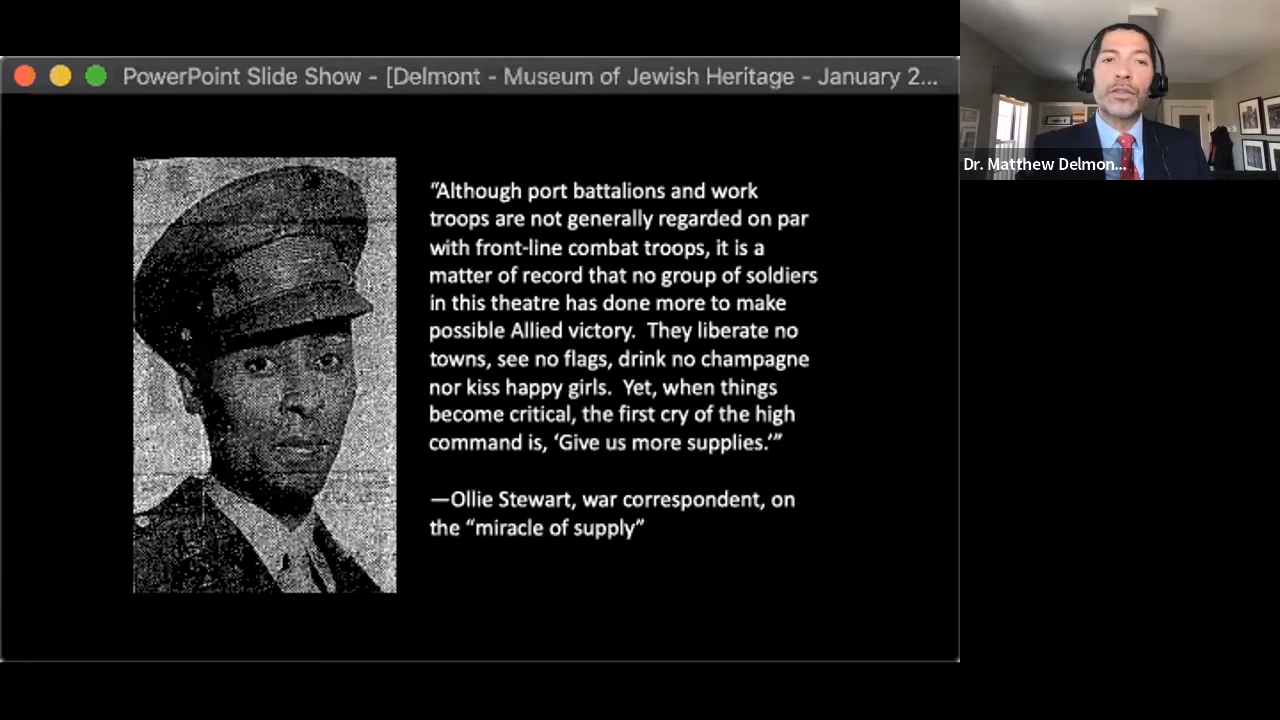 PowerPoint Slide Show - [Delmont - Museum of Jewish Heritage - January 2...
Dr. Matthew Delmon...
“Although port battalions and work
troops are not generally regarded on par
with front-line combat troops, it is a
matter of record that no group of soldiers
in this theatre has done more to make
possible Allied victory.  They liberate no
towns, see no flags, drink no champagne
nor kiss happy girls.  Yet, when things
become critical, the first cry of the high
command is, ‘Give us more supplies.’”
—Ollie Stewart, war correspondent, on
the “miracle of supply”